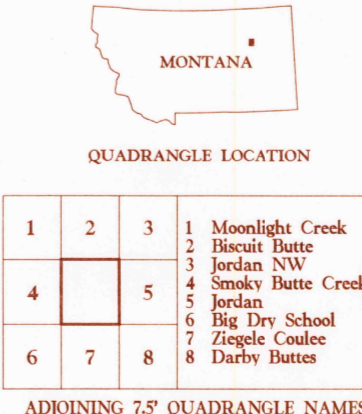 MONTANA
QUADRANGLE LOCATION
1 2 3
4 5
6 7 8
1 Moonlight Creek
2 Biscuit Butte
3 Jordan NW
4 Smoky Butte Creek
5 Jordan
6 Big Dry School
7 Ziegele Coulee
8 Darby Buttes
ADJOINING 7.5' QUADRANGLE NAMES